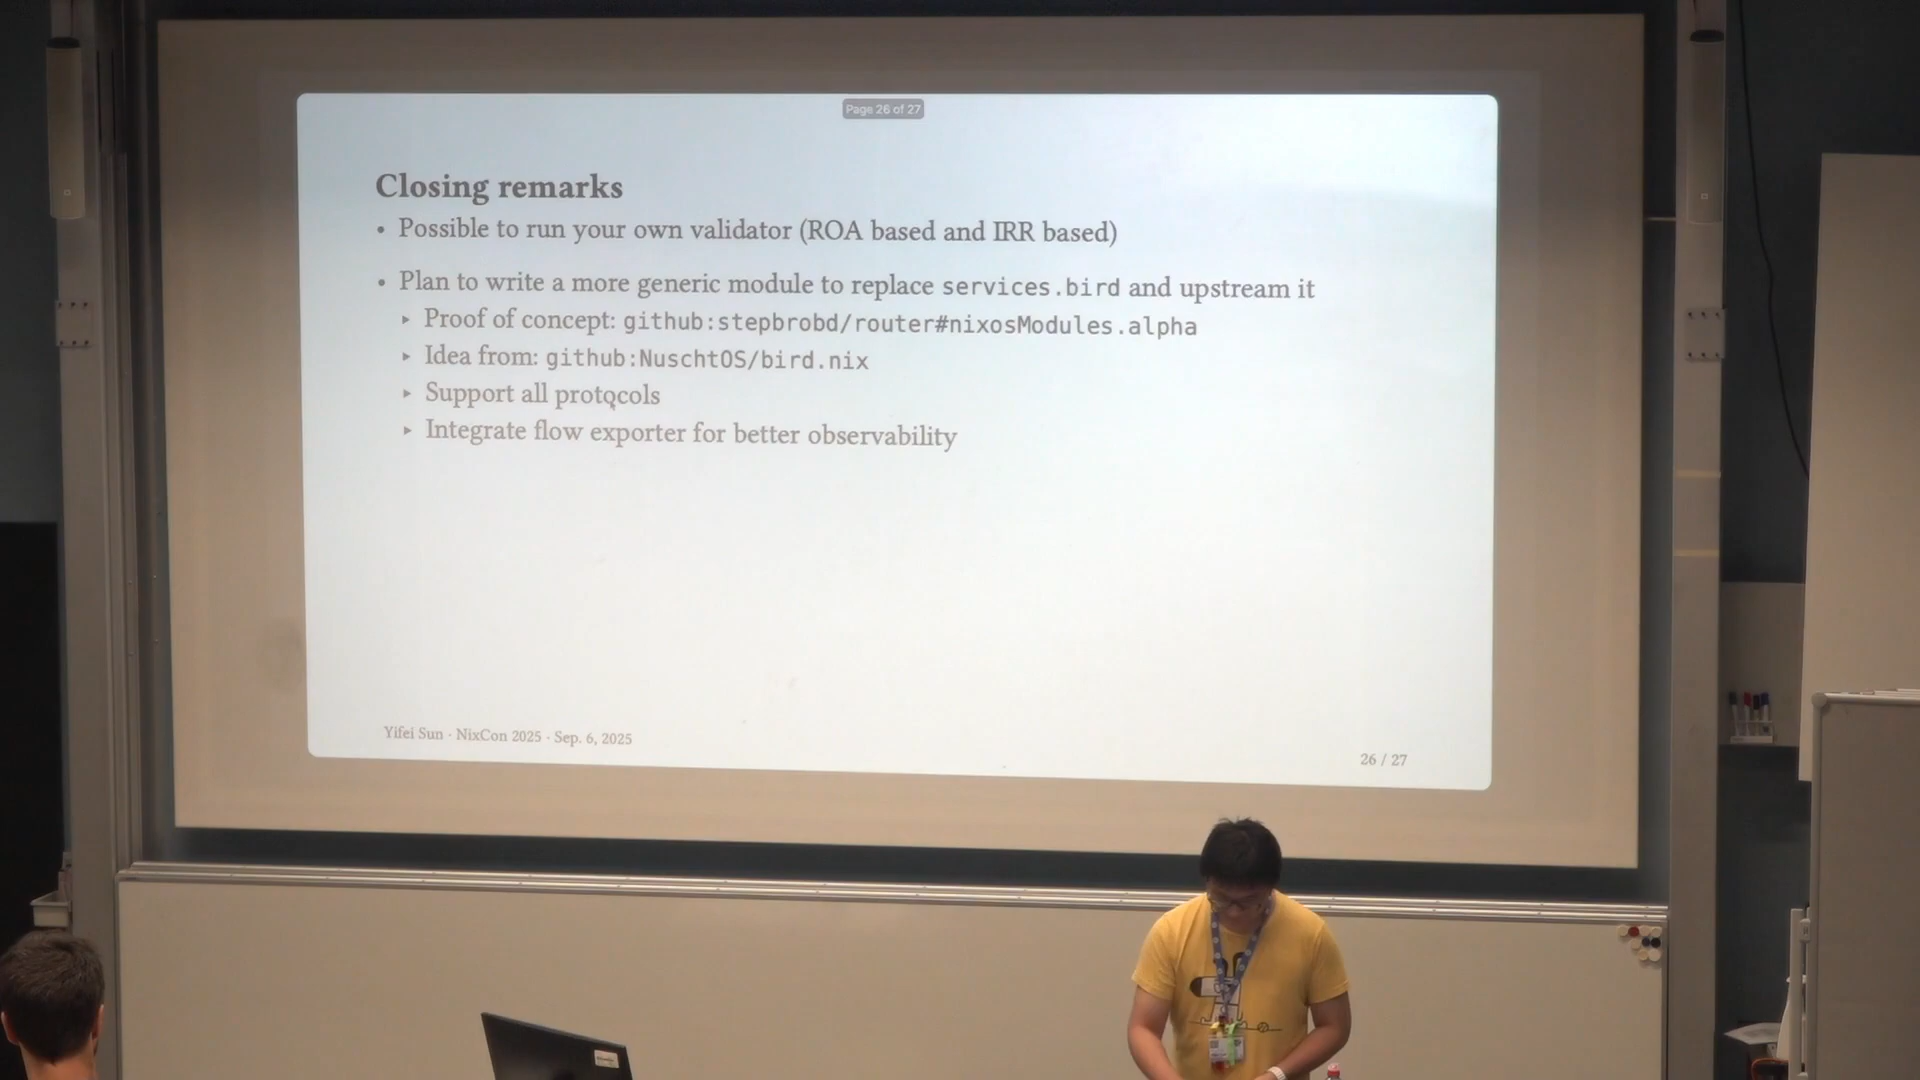 Page 26 of 27
Closing remarks
• Possible to run your own validator (ROA based and IRR based)
• Plan to write a more generic module to replace services.bird and upstream it
▸ Proof of concept: github:stepbrobd/router#nixosModules.alpha
▸ Idea from: github:NuschtOS/bird.nix
▸ Support all protocols
▸ Integrate flow exporter for better observability
Yifei Sun · NixCon 2025 · Sep. 6, 2025
26 / 27